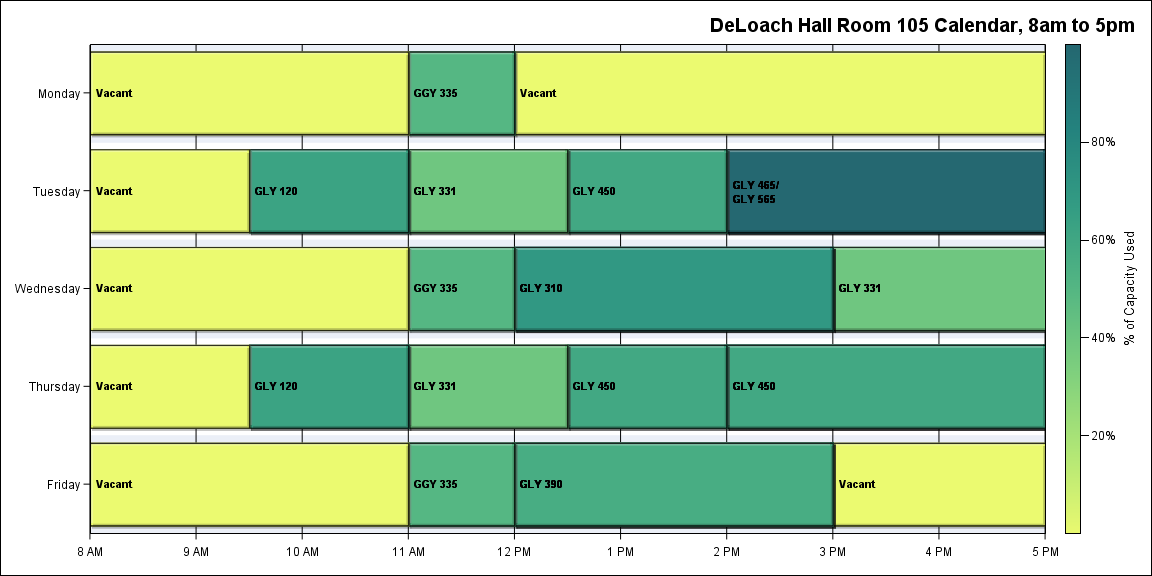 DeLoach Hall Room 105 Calendar, 8am to 5pm
Monday
Vacant
GGY 335
Vacant
Tuesday
Vacant
GLY 120
GLY 331
GLY 450
GLY 465/
GLY 565
Wednesday
Vacant
GGY 335
GLY 310
GLY 331
Thursday
Vacant
GLY 120
GLY 331
GLY 450
GLY 450
Friday
Vacant
GGY 335
GLY 390
Vacant
8 AM
9 AM
10 AM
11 AM
12 PM
1 PM
2 PM
3 PM
4 PM
5 PM
80%
60%
40%
20%
% of Capacity Used